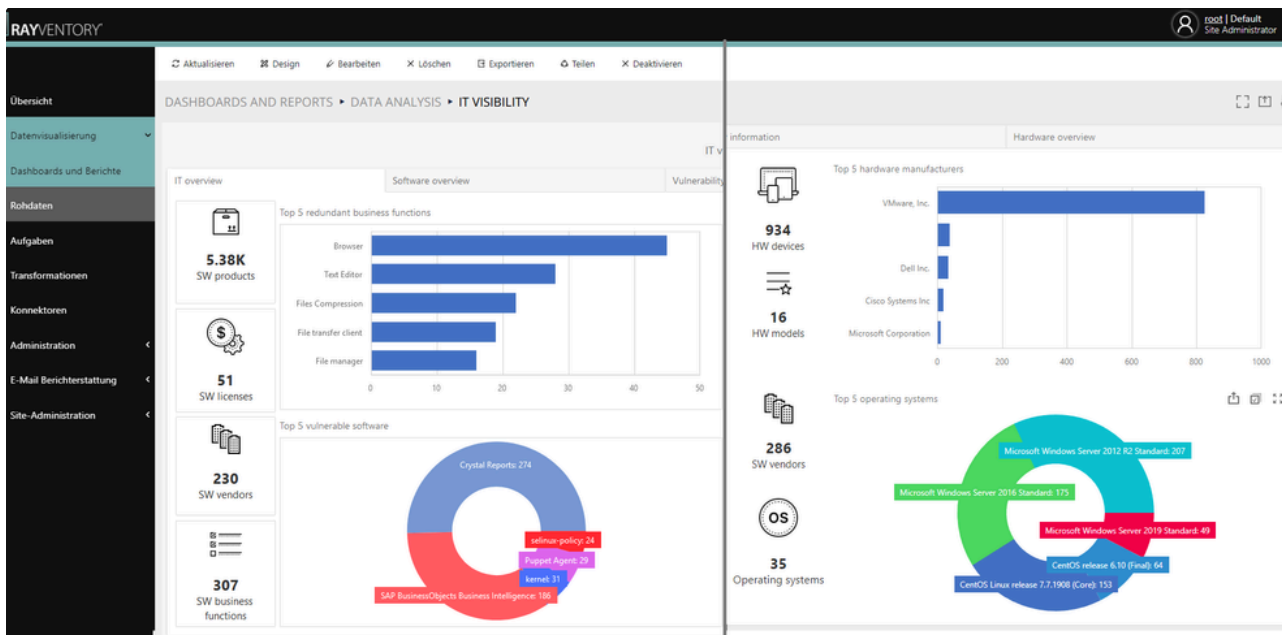 RAYVENTORY
root | Default
Site Administrator
Aktualisieren Design Bearbeiten Löschen Exportieren Teilen Deaktivieren
Übersicht
Datenvisualisierung
Dashboards und Berichte
Rohdaten
Aufgaben
Transformationen
Konnektoren
Administration
E-Mail Berichterstattung
Site-Administration
DASHBOARDS AND REPORTS ▸ DATA ANALYSIS ▸ IT VISIBILITY
IT v
IT overview Software overview Vulnerability
5.38K
SW products
51
SW licenses
230
SW vendors
307
SW business
functions
Top 5 redundant business functions
Browser
Text Editor
Files Compression
File transfer client
File manager
0 10 20 30 40 50
Top 5 vulnerable software
Crystal Reports: 274
selinux-policy: 24
Puppet Agent: 29
kernel: 31
SAP BusinessObjects Business Intelligence: 186
information Hardware overview
934
HW devices
16
HW models
286
SW vendors
OS
35
Operating systems
Top 5 hardware manufacturers
VMware, Inc.
Dell Inc.
Cisco Systems Inc
Microsoft Corporation
0 200 400 600 800 1000
Top 5 operating systems
Microsoft Windows Server 2012 R2 Standard: 207
Microsoft Windows Server 2016 Standard: 175
Microsoft Windows Server 2019 Standard: 49
CentOS release 6.10 (Final): 64
CentOS Linux release 7.7.1908 (Core): 153